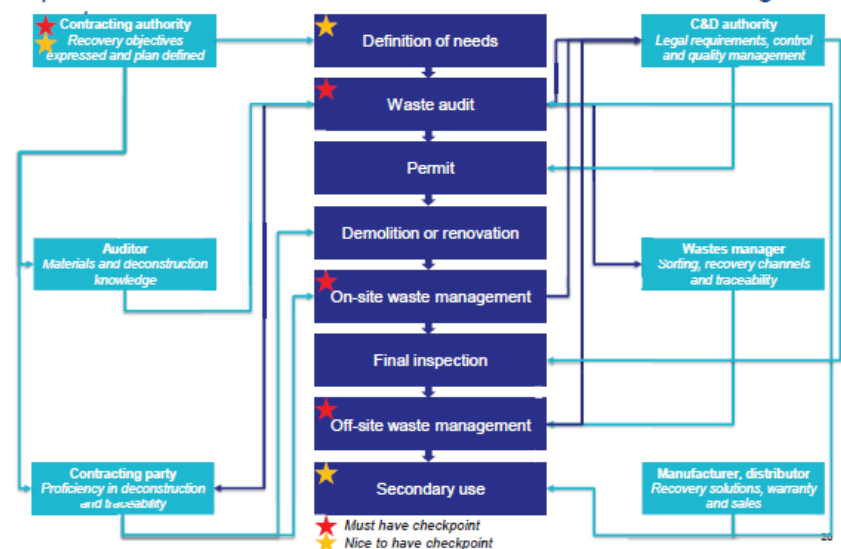 Contracting authority
Recovery objectives
expressed and plan defined
Definition of needs
C&D authority
Legal requirements, control
and quality management
Waste audit
Permit
Demolition or renovation
Auditor
Materials and deconstruction
knowledge
Wastes manager
Sorting, recovery channels
and traceability
On-site waste management
Final inspection
Off-site waste management
Contracting party
Proficiency in deconstruction
and traceability
Secondary use
Manufacturer, distributor
Recovery solutions, warranty
and sales
Must have checkpoint
Nice to have checkpoint